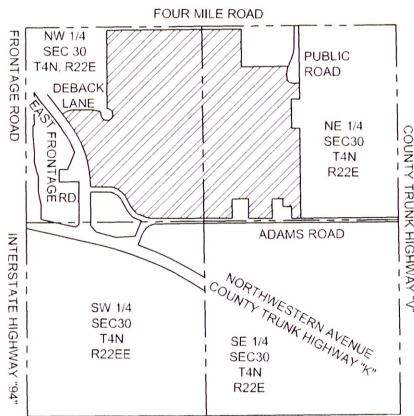 FOUR MILE ROAD
NW 1/4
SEC 30
T4N, R22E
FRONTAGE ROAD
DEBACK
LANE
PUBLIC
ROAD
EAST FRONTAGE
RD.
NE 1/4
SEC30
T4N
R22E
COUNTY TRUNK HIGHWAY "V"
ADAMS ROAD
INTERSTATE HIGHWAY "94"
NORTHWESTERN AVENUE
COUNTY TRUNK HIGHWAY "K"
SW 1/4
SEC30
T4N
R22EE
SE 1/4
SEC30
T4N
R22E